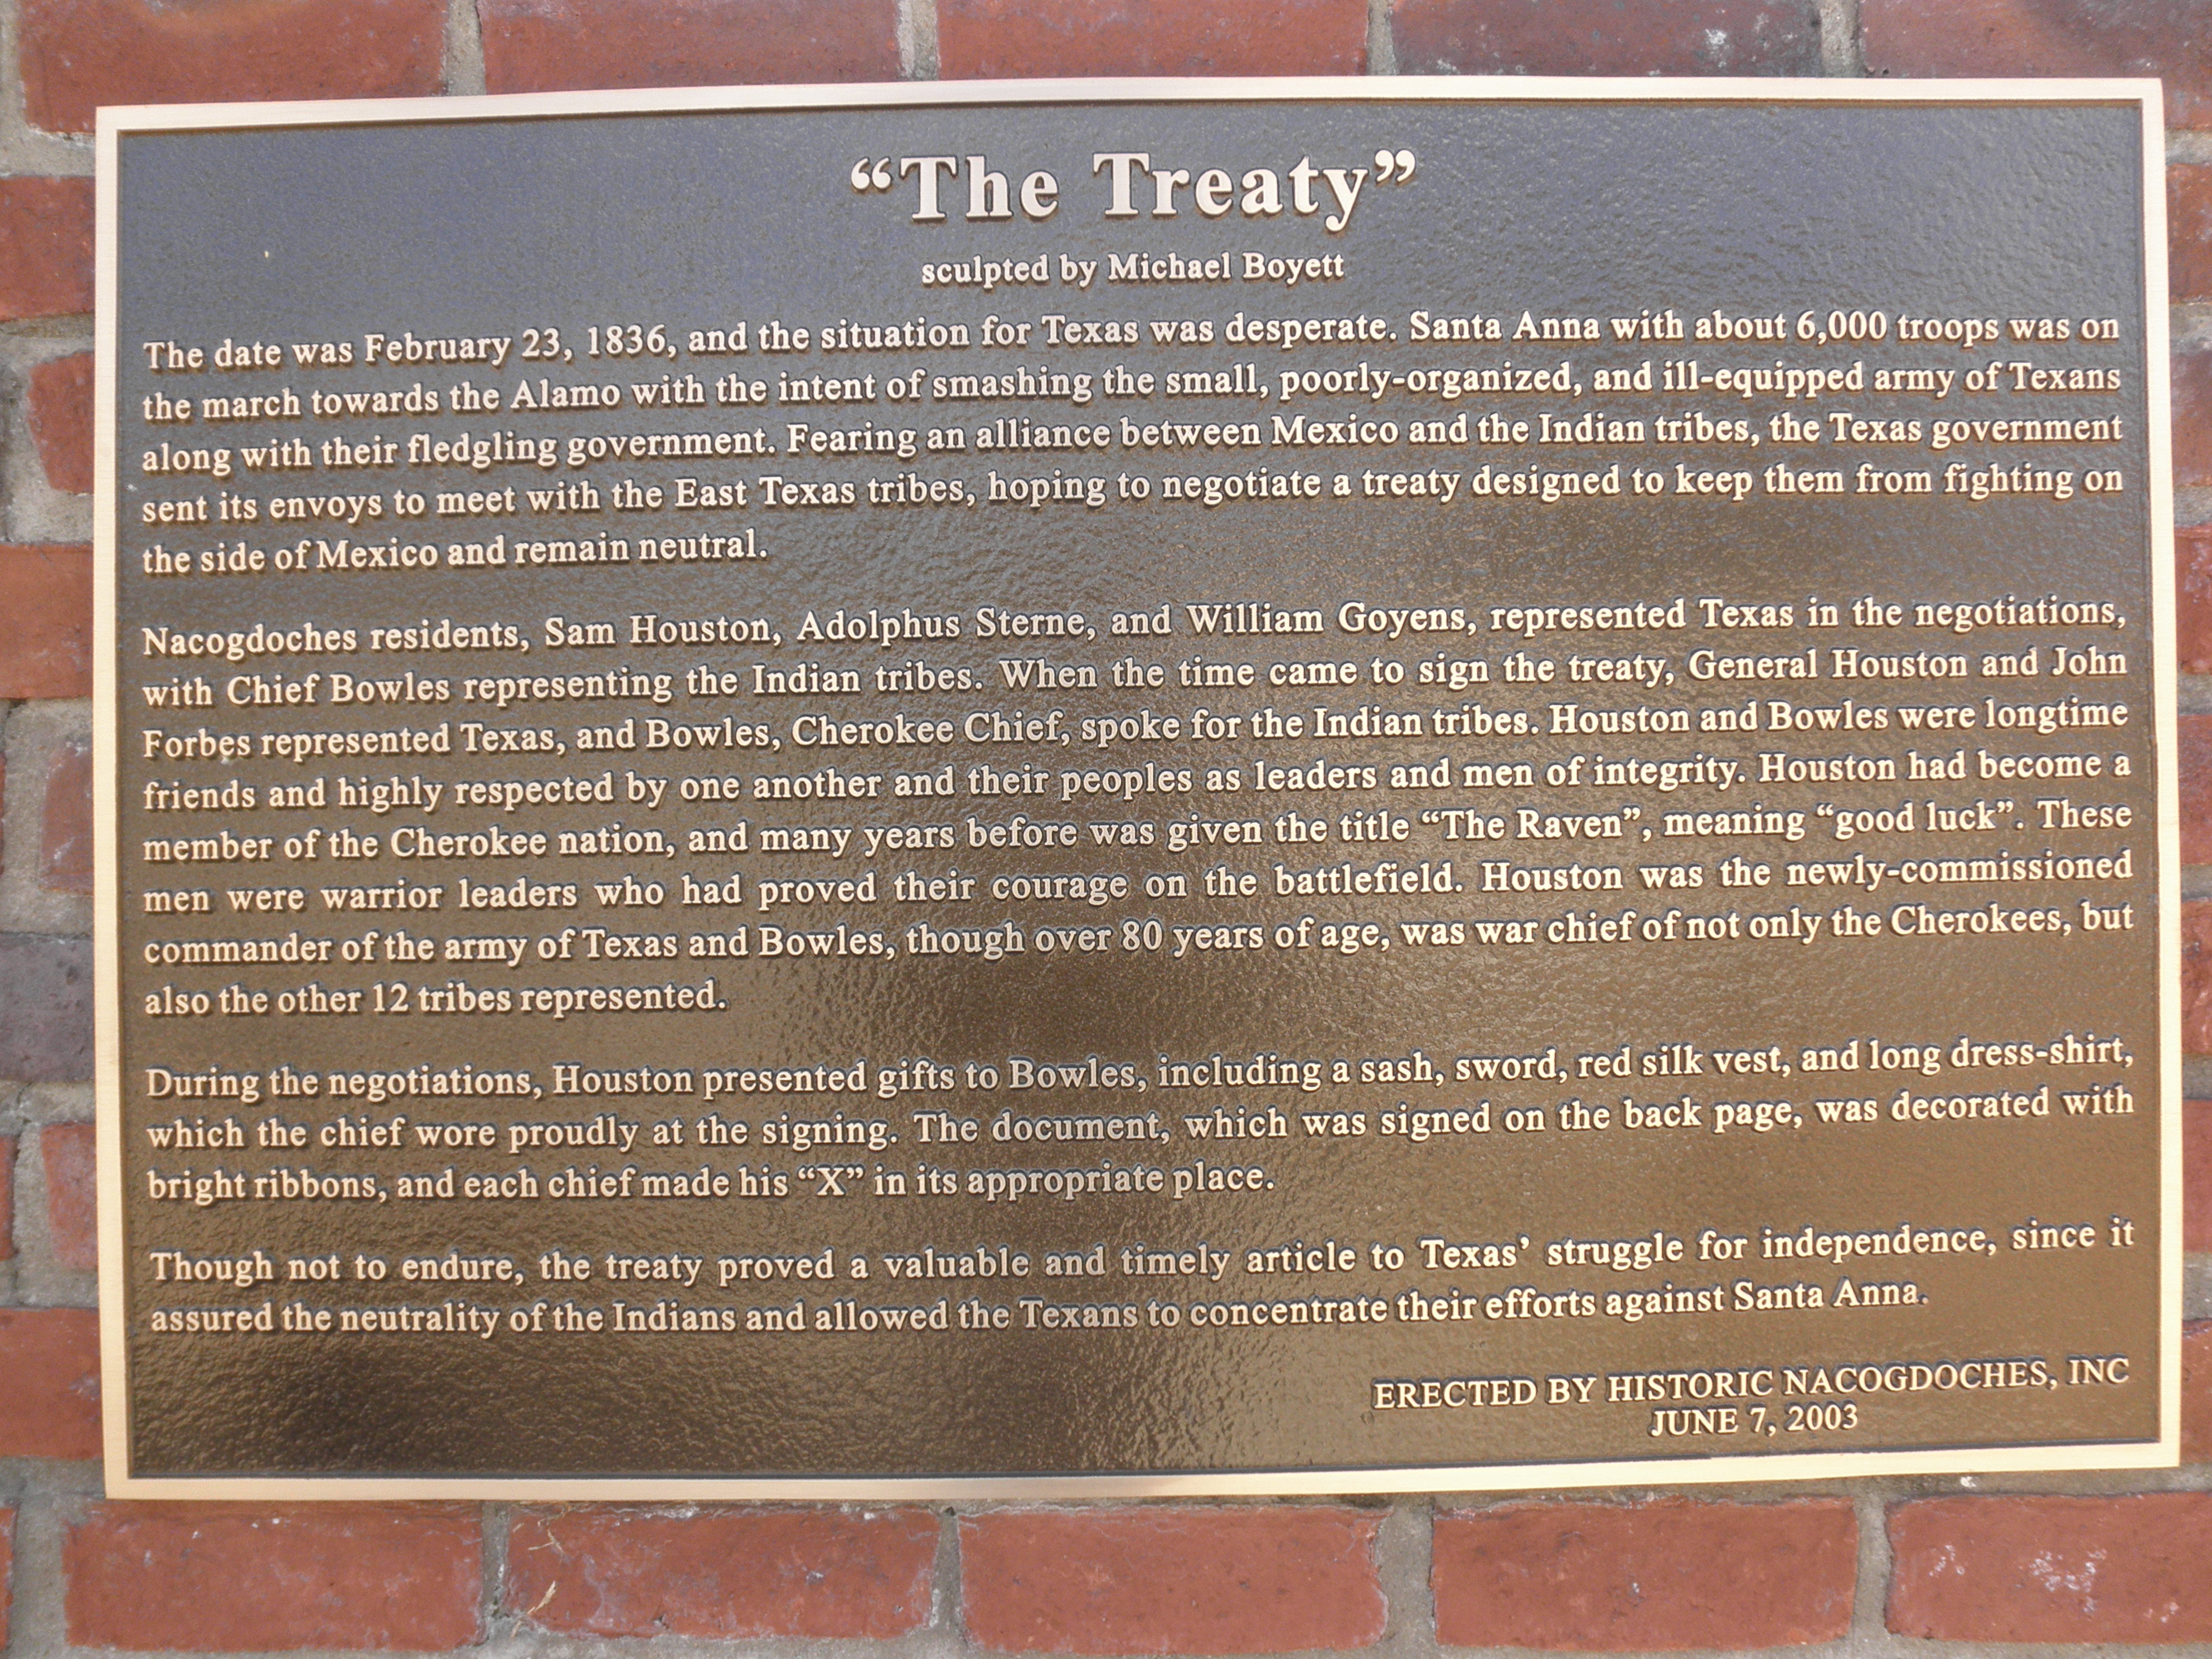 “The Treaty”
sculpted by Michael Boyett
The date was February 23, 1836, and the situation for Texas was desperate. Santa Anna with about 6,000 troops was on
the march towards the Alamo with the intent of smashing the small, poorly-organized, and ill-equipped army of Texans
along with their fledgling government. Fearing an alliance between Mexico and the Indian tribes, the Texas government
sent its envoys to meet with the East Texas tribes, hoping to negotiate a treaty designed to keep them from fighting on
the side of Mexico and remain neutral.
Nacogdoches residents, Sam Houston, Adolphus Sterne, and William Goyens, represented Texas in the negotiations,
with Chief Bowles representing the Indian tribes. When the time came to sign the treaty, General Houston and John
Forbes represented Texas, and Bowles, Cherokee Chief, spoke for the Indian tribes. Houston and Bowles were longtime
friends and highly respected by one another and their peoples as leaders and men of integrity. Houston had become a
member of the Cherokee nation, and many years before was given the title “The Raven”, meaning “good luck”. These
men were warrior leaders who had proved their courage on the battlefield. Houston was the newly-commissioned
commander of the army of Texas and Bowles, though over 80 years of age, was war chief of not only the Cherokees, but
also the other 12 tribes represented.
During the negotiations, Houston presented gifts to Bowles, including a sash, sword, red silk vest, and long dress-shirt,
which the chief wore proudly at the signing. The document, which was signed on the back page, was decorated with
bright ribbons, and each chief made his “X” in its appropriate place.
Though not to endure, the treaty proved a valuable and timely article to Texas’ struggle for independence, since it
assured the neutrality of the Indians and allowed the Texans to concentrate their efforts against Santa Anna.
ERECTED BY HISTORIC NACOGDOCHES, INC
JUNE 7, 2003